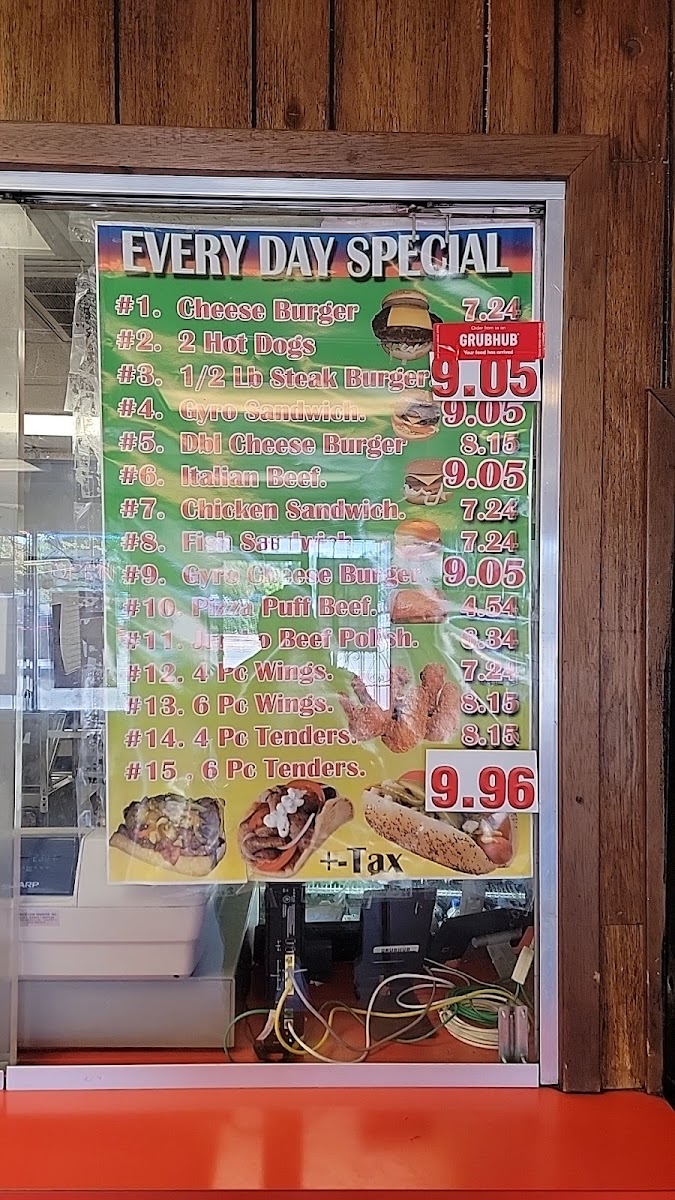 EVERY DAY SPECIAL
#1. Cheese Burger 7.24
Order from us on
GRUBHUB
Your food has arrived
#2. 2 Hot Dogs
#3. 1/2 Lb Steak Burger. 9.05
#4. Gyro Sandwich. 9.05
#5. Dbl Cheese Burger 8.15
#6. Italian Beef. 9.05
#7. Chicken Sandwich. 7.24
#8. Fish Sandwich 7.24
#9. Gyro Cheese Burger 9.05
#10. Pizza Puff Beef. 4.54
#11. Beef Polish. 6.34
#12. 4 Pc Wings. 7.24
#13. 6 Pc Wings. 8.15
#14. 4 Pc Tenders. 8.15
#15 . 6 Pc Tenders. 9.96
+-Tax
GRUBHUB